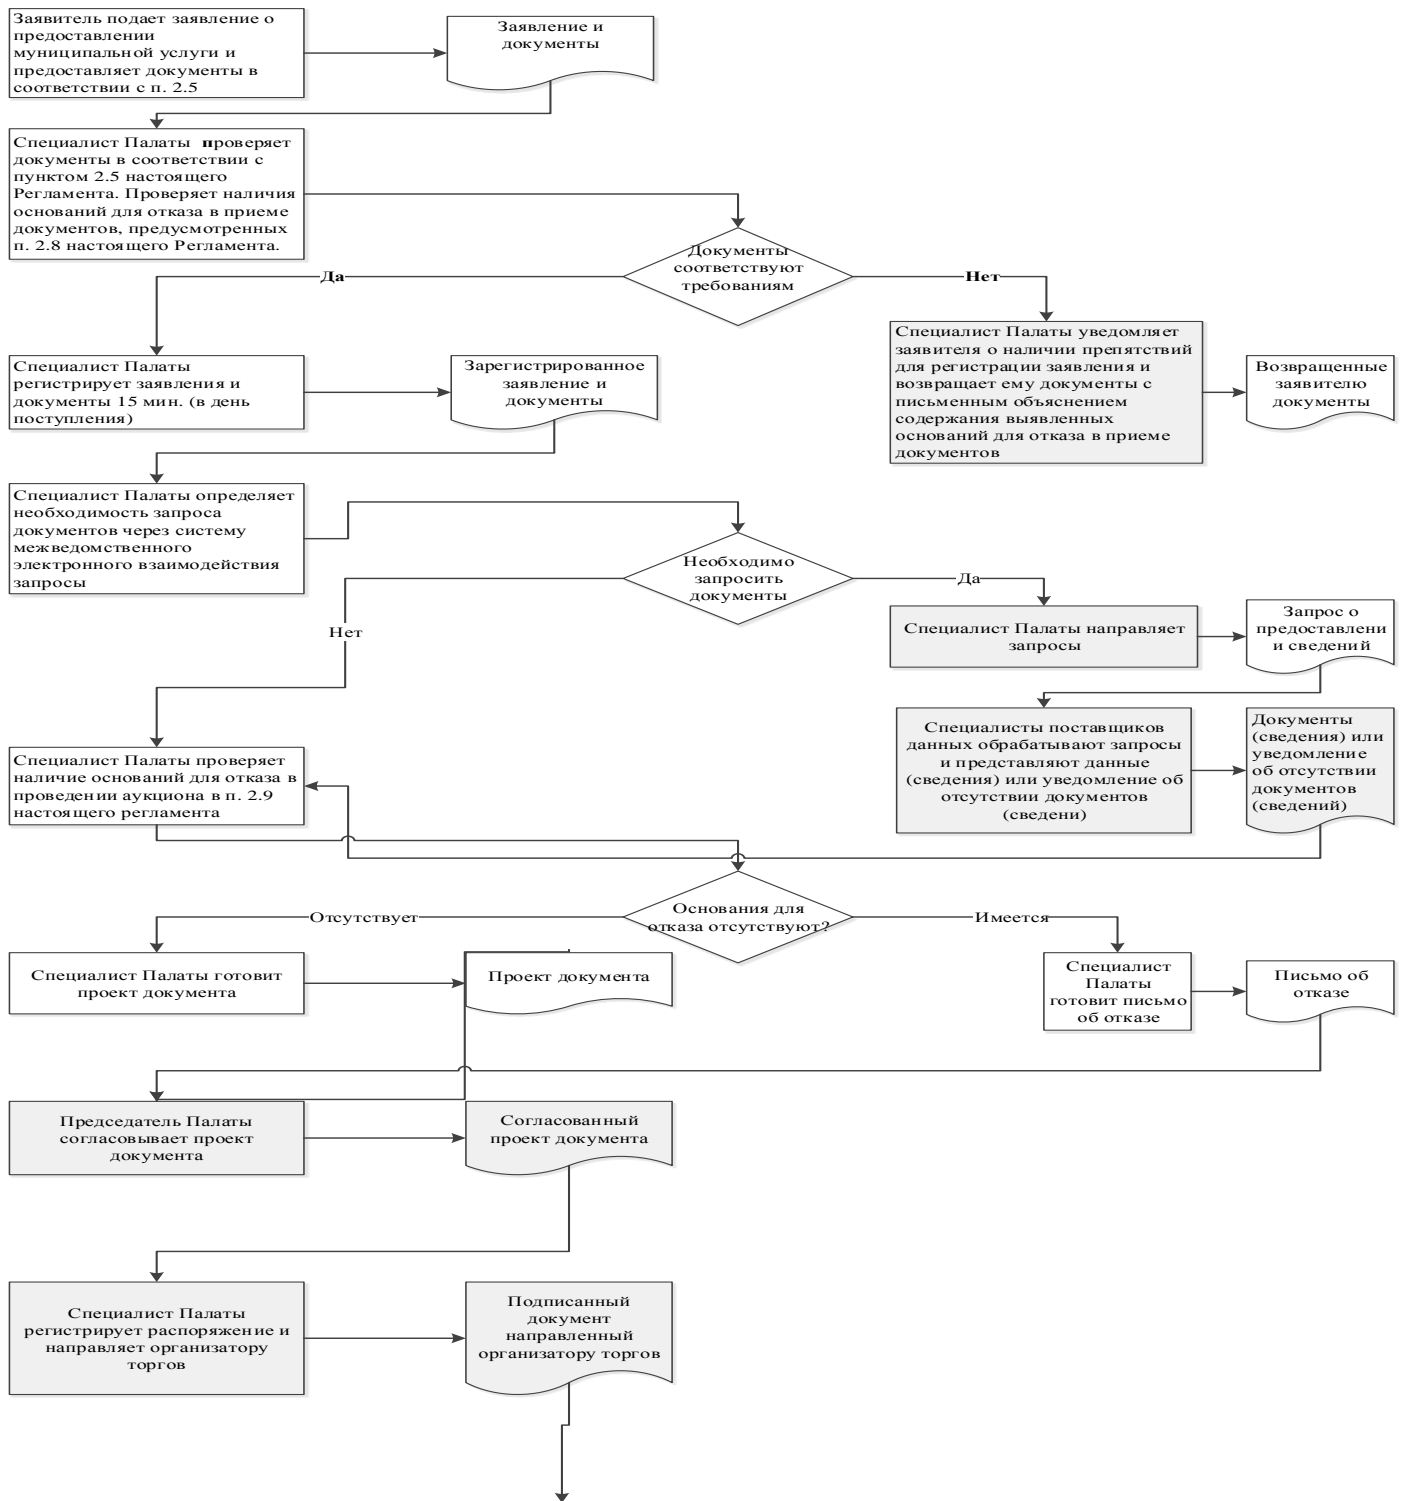 Заявитель подает заявление о
предоставлении
муниципальной услуги и
предоставляет документы в
соответствии с п. 2.5
Заявление и
документы
Специалист Палаты проверяет
документы в соответствии с
пунктом 2.5 настоящего
Регламента. Проверяет наличия
оснований для отказа в приеме
документов, предусмотренных
п. 2.8 настоящего Регламента.
Документы
соответствуют
требованиям
Да
Нет
Специалист Палаты уведомляет
заявителя о наличии препятствий
для регистрации заявления и
возвращает ему документы с
письменным объяснением
содержания выявленных
оснований для отказа в приеме
документов
Возвращенные
заявителю
документы
Специалист Палаты
регистрирует заявления и
документы 15 мин. (в день
поступления)
Зарегистрированное
заявление и
документы
Специалист Палаты определяет
необходимость запроса
документов через систему
межведомственного
электронного взаимодействия
запросы
Необходимо
запросить
документы
Да
Нет
Специалист Палаты направляет
запросы
Запрос о
предоставлени
и сведений
Специалисты поставщиков
данных обрабатывают запросы
и представляют данные
(сведения) или уведомление об
отсутствии документов
(сведени)
Документы
(сведения) или
уведомление
об отсутствии
документов
(сведений)
Специалист Палаты проверяет
наличие оснований для отказа в
проведении аукциона в п. 2.9
настоящего регламента
Основания для
отказа отсутствуют?
Отсутствует
Имеется
Специалист Палаты готовит
проект документа
Проект документа
Специалист
Палаты
готовит письмо
об отказе
Письмо об
отказе
Председатель Палаты
согласовывает проект
документа
Согласованный
проект документа
Специалист Палаты
регистрирует распоряжение и
направляет организатору
торгов
Подписанный
документ
направленный
организатору торгов